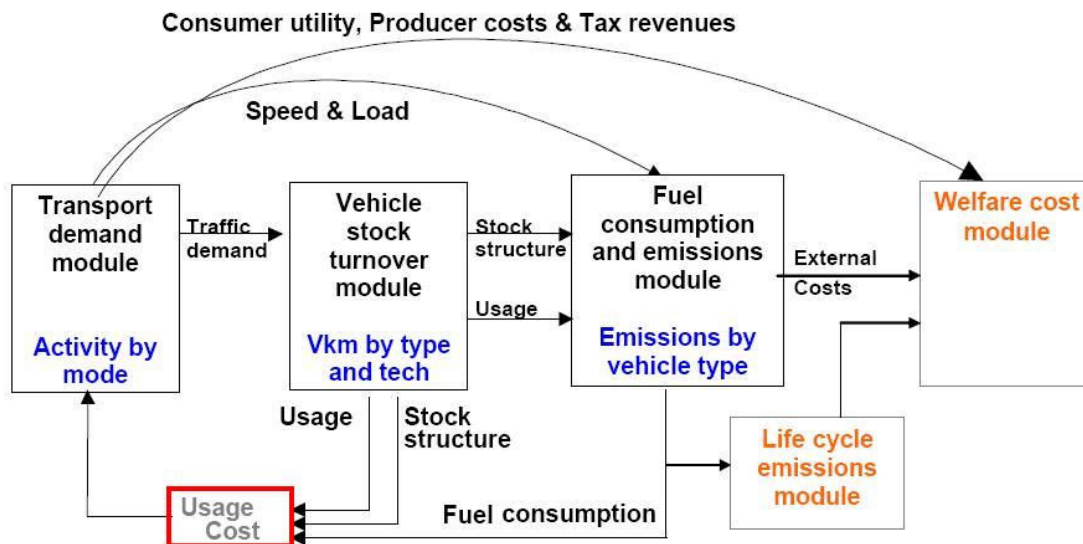 Consumer utility, Producer costs & Tax revenues
Speed & Load
Transport
demand
module
Activity by
mode
Traffic
demand
Vehicle
stock
turnover
module
Vkm by type
and tech
Stock
structure
Usage
Fuel
consumption
and emissions
module
Emissions by
vehicle type
External
Costs
Welfare cost
module
Usage
Stock
structure
Life cycle
emissions
module
Usage
Cost
Fuel consumption